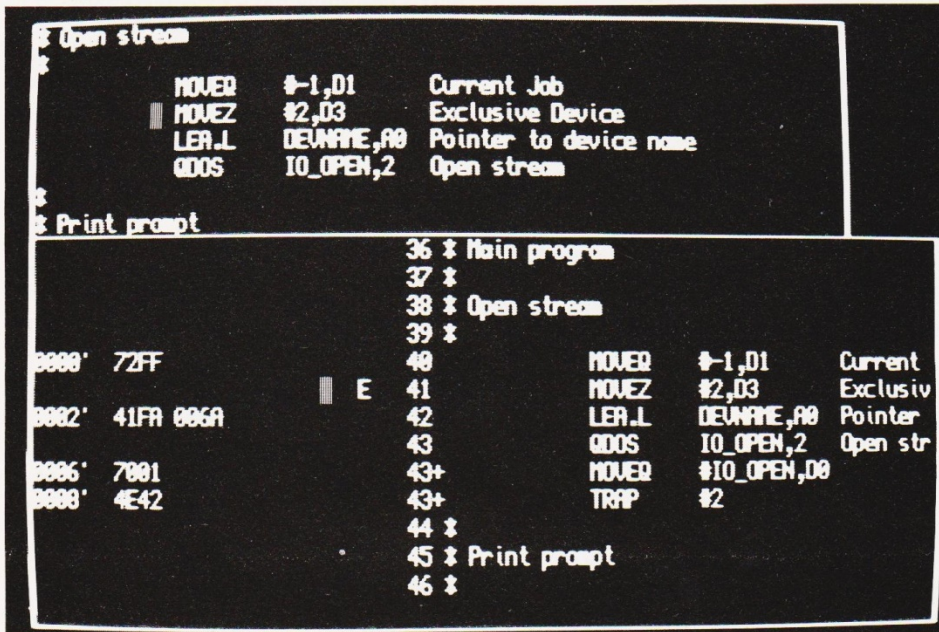 * Open stream
*
MOVEQ #-1,D1 Current Job
MOVEZ #2,D3 Exclusive Device
LEA.L DEVNAME,A0 Pointer to device name
QDOS IO_OPEN,2 Open stream
*
* Print prompt
36 * Main program
37 *
38 * Open stream
39 *
0000' 72FF 40 MOVEQ #-1,D1 Current
E 41 MOVEZ #2,D3 Exclusiv
0002' 41FA 006A 42 LEA.L DEVNAME,A0 Pointer
43 QDOS IO_OPEN,2 Open str
0006' 7001 43+ MOVEQ #IO_OPEN,D0
0008' 4E42 43+ TRAP #2
44 *
45 * Print prompt
46 *